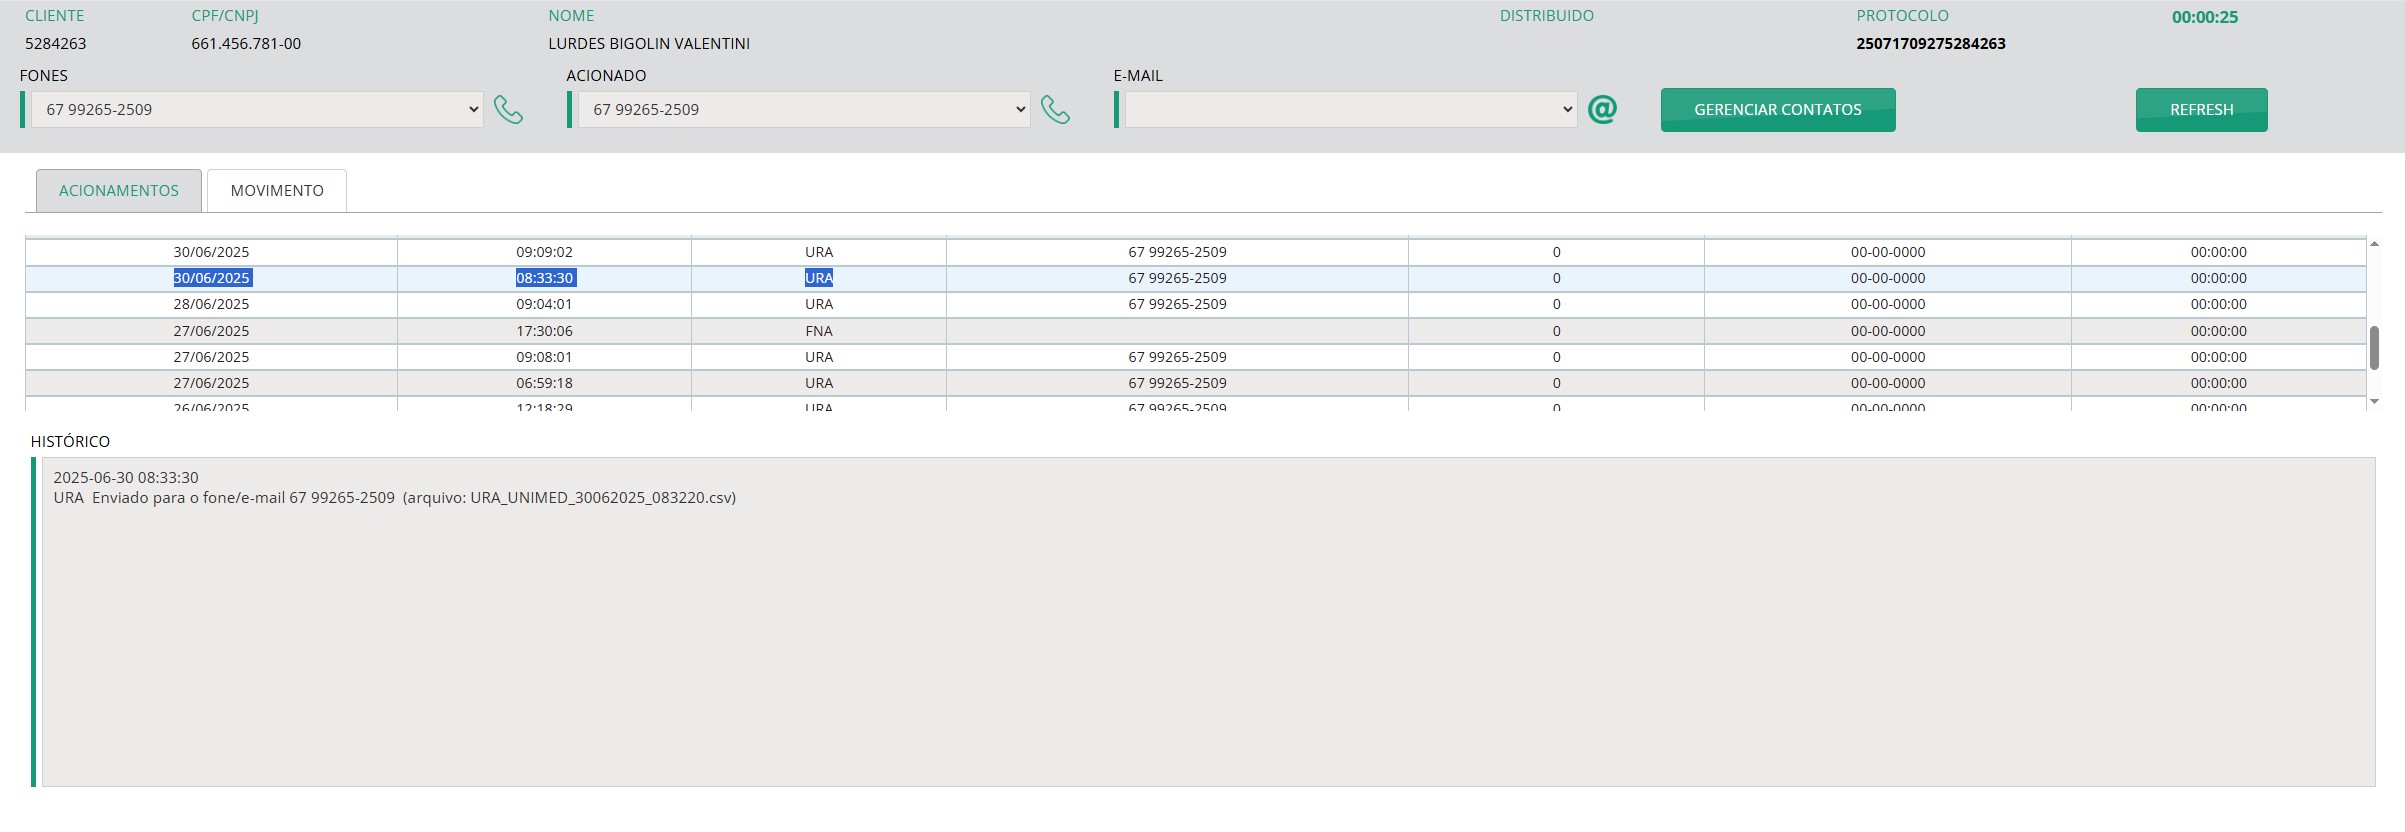 CLIENTE CPF/CNPJ NOME DISTRIBUIDO PROTOCOLO 00:00:25
5284263 661.456.781-00 LURDES BIGOLIN VALENTINI 25071709275284263
FONES ACIONADO E-MAIL
67 99265-2509 67 99265-2509 @ GERENCIAR CONTATOS REFRESH
ACIONAMENTOS MOVIMENTO
30/06/2025 09:09:02 URA 67 99265-2509 0 00-00-0000 00:00:00
30/06/2025 08:33:30 URA 67 99265-2509 0 00-00-0000 00:00:00
28/06/2025 09:04:01 URA 67 99265-2509 0 00-00-0000 00:00:00
27/06/2025 17:30:06 FNA 0 00-00-0000 00:00:00
27/06/2025 09:08:01 URA 67 99265-2509 0 00-00-0000 00:00:00
27/06/2025 06:59:18 URA 67 99265-2509 0 00-00-0000 00:00:00
26/06/2025 12:18:29 URA 67 99265-2509 0 00-00-0000 00:00:00
HISTÓRICO
2025-06-30 08:33:30
URA Enviado para o fone/e-mail 67 99265-2509 (arquivo: URA_UNIMED_30062025_083220.csv)